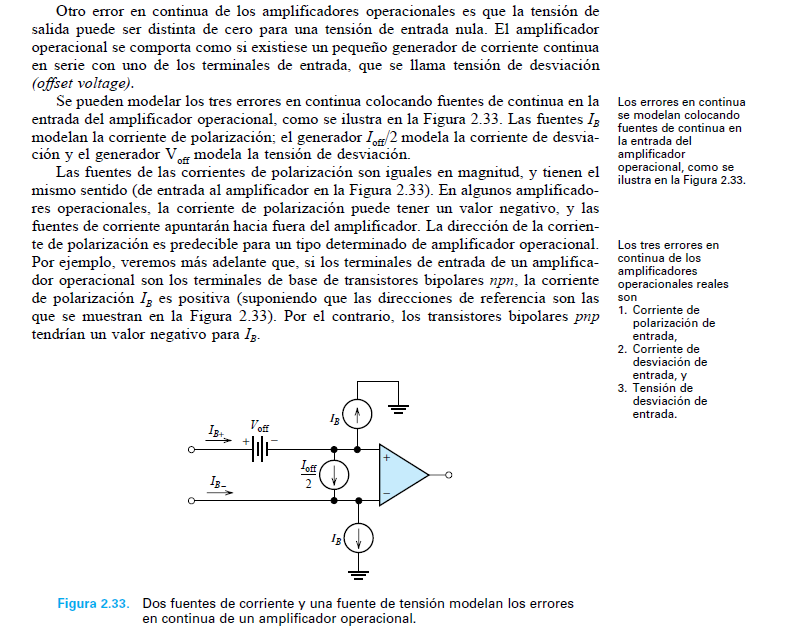 Otro error en continua de los amplificadores operacionales es que la tensión de
salida puede ser distinta de cero para una tensión de entrada nula. El amplificador
operacional se comporta como si existiese un pequeño generador de corriente continua
en serie con uno de los terminales de entrada, que se llama tensión de desviación
(offset voltage).
Se pueden modelar los tres errores en continua colocando fuentes de continua en la
entrada del amplificador operacional, como se ilustra en la Figura 2.33. Las fuentes I_B
modelan la corriente de polarización; el generador I_off/2 modela la corriente de desvia-
ción y el generador V_off modela la tensión de desviación.
Las fuentes de las corrientes de polarización son iguales en magnitud, y tienen el
mismo sentido (de entrada al amplificador en la Figura 2.33). En algunos amplificado-
res operacionales, la corriente de polarización puede tener un valor negativo, y las
fuentes de corriente apuntarán hacia fuera del amplificador. La dirección de la corrien-
te de polarización es predecible para un tipo determinado de amplificador operacional.
Por ejemplo, veremos más adelante que, si los terminales de entrada de un amplifica-
dor operacional son los terminales de base de transistores bipolares npn, la corriente
de polarización I_B es positiva (suponiendo que las direcciones de referencia son las
que se muestran en la Figura 2.33). Por el contrario, los transistores bipolares pnp
tendrían un valor negativo para I_B.
Los errores en continua
se modelan colocando
fuentes de continua en
la entrada del
amplificador
operacional, como se
ilustra en la Figura 2.33.
Los tres errores en
continua de los
amplificadores
operacionales reales
son
1. Corriente de
polarización de
entrada,
2. Corriente de
desviación de
entrada, y
3. Tensión de
desviación de
entrada.
I_B
I_B+
V_off
+
−
I_off
2
+
−
I_B−
I_B
Figura 2.33. Dos fuentes de corriente y una fuente de tensión modelan los errores
en continua de un amplificador operacional.